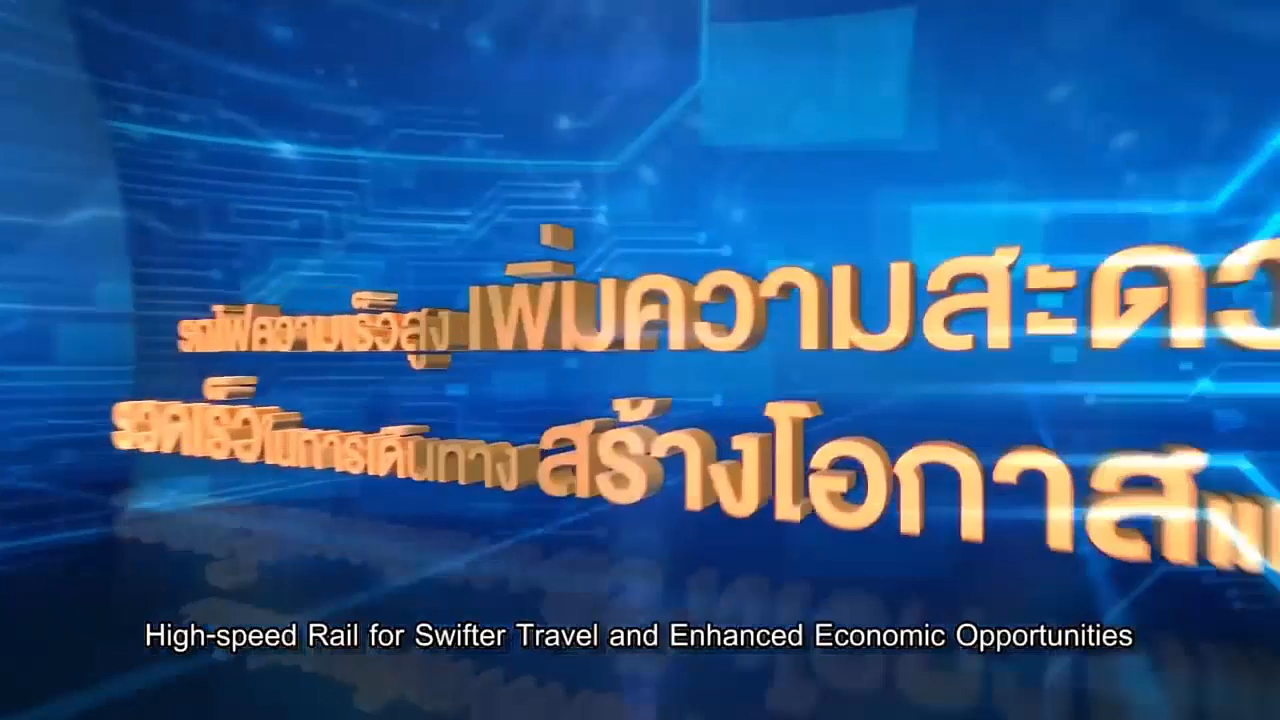 รถไฟความเร็วสูง เพิ่มความสะดว
รวดเร็วในการเดินทาง สร้างโอกาส
High-speed Rail for Swifter Travel and Enhanced Economic Opportunities